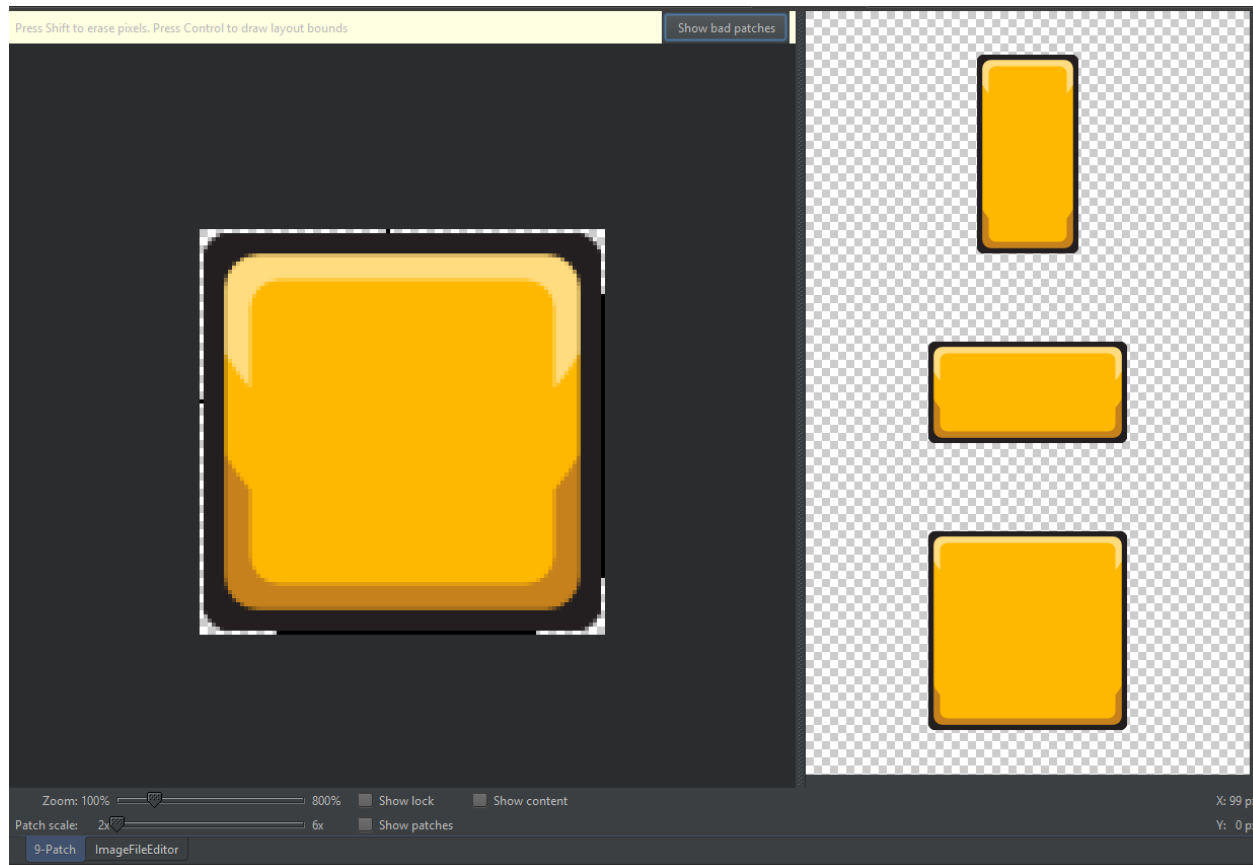 Press Shift to erase pixels. Press Control to draw layout bounds
Show bad patches
Zoom: 100% 800% Show lock Show content X: 99 p
Patch scale: 2x 6x Show patches Y: 0 p
9-Patch ImageFileEditor